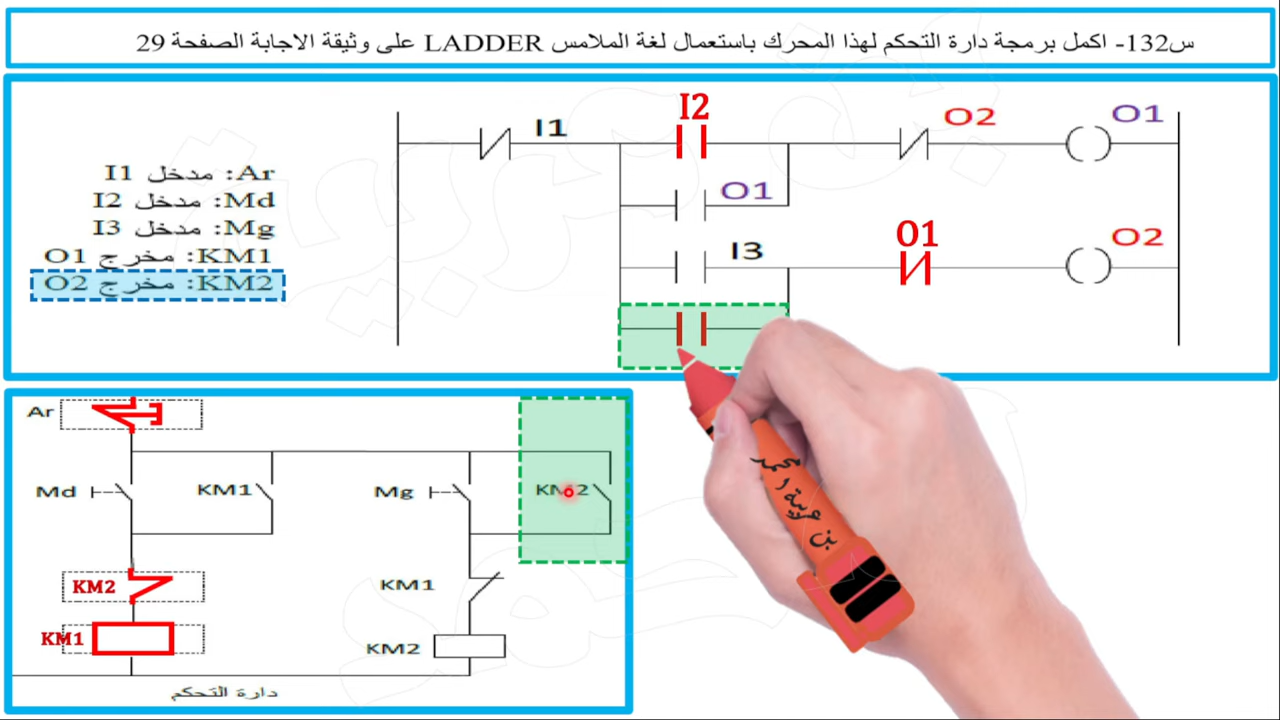 س132- اكمل برمجة دارة التحكم لهذا المحرك باستعمال لغة الملامس LADDER على وثيقة الاجابة الصفحة 29
I1
I2
O2
O1
O1
I3
O1
O2
Ar: مدخل I1
Md: مدخل I2
Mg: مدخل I3
KM1: مخرج O1
KM2: مخرج O2
Ar
Md
KM1
Mg
KM2
KM2
KM1
KM1
KM2
دارة التحكم